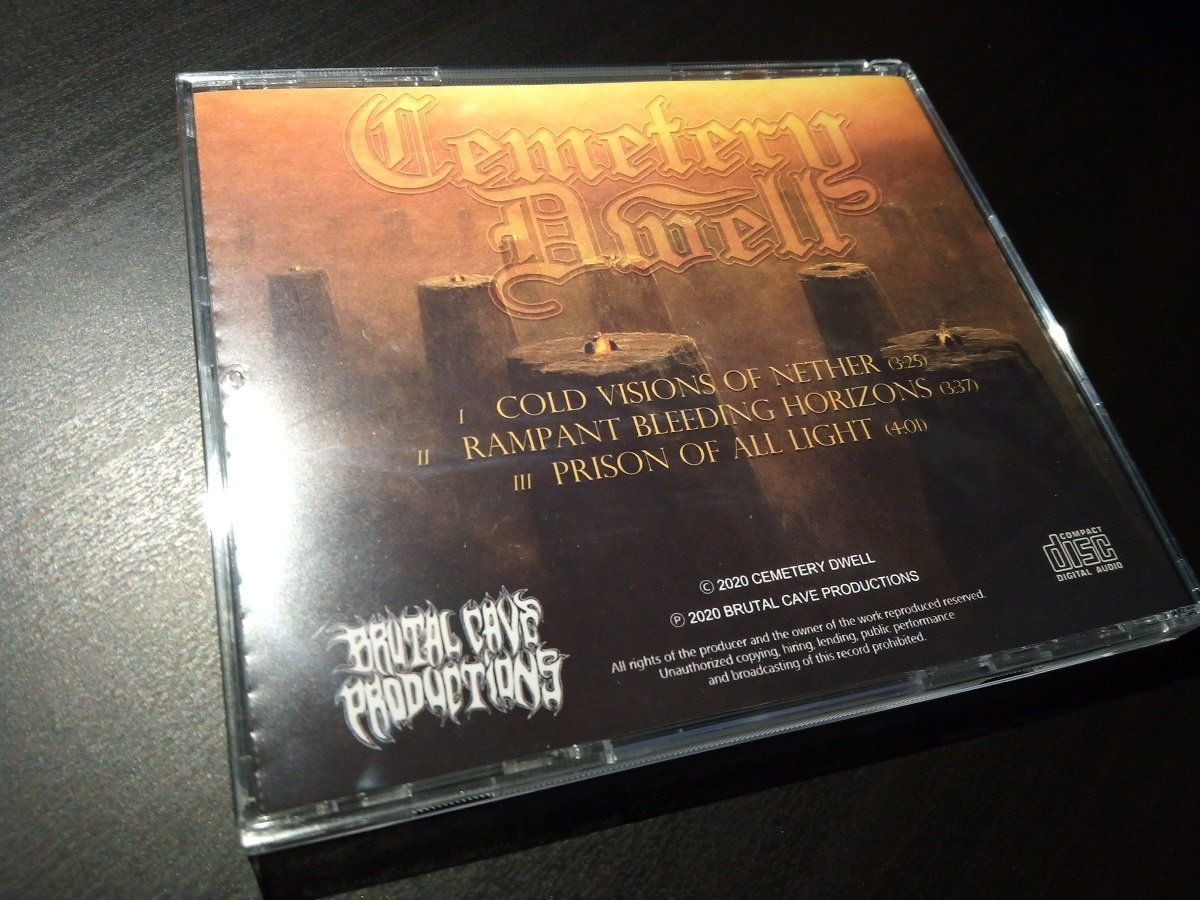 Cemetery
Dwell
I COLD VISIONS OF NETHER (3:25)
II RAMPANT BLEEDING HORIZONS (3:37)
III PRISON OF ALL LIGHT (4:01)
© 2020 CEMETERY DWELL
℗ 2020 BRUTAL CAVE PRODUCTIONS
All rights of the producer and the owner of the work reproduced reserved.
Unauthorized copying, hiring, lending, public performance
and broadcasting of this record prohibited.
BRUTAL CAVE
PRODUCTIONS
COMPACT
disc
DIGITAL AUDIO